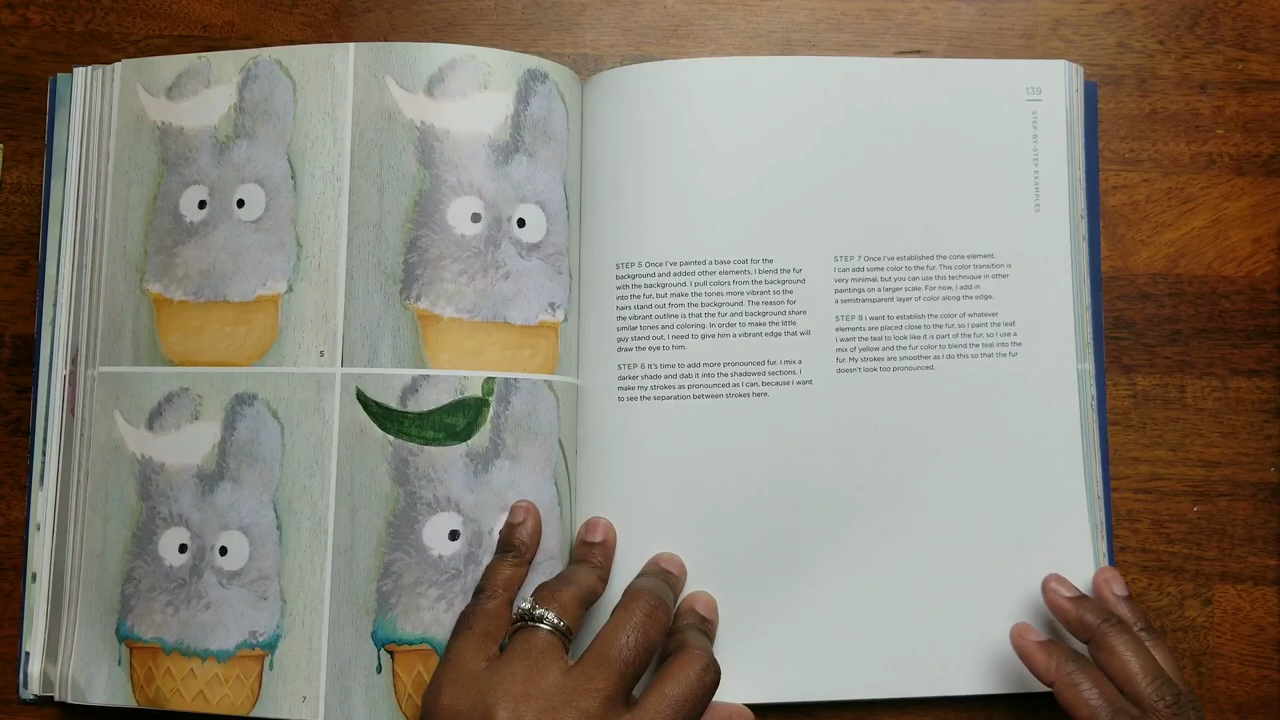 5
7
139
STEP-BY-STEP EXAMPLES
STEP 5 Once I've painted a base coat for the
background and added other elements, I blend the fur
with the background. I pull colors from the background
into the fur, but make the tones more vibrant so the
hairs stand out from the background. The reason for
the vibrant outline is that the fur and background share
similar tones and coloring. In order to make the little
guy stand out, I need to give him a vibrant edge that will
draw the eye to him.
STEP 6 It's time to add more pronounced fur. I mix a
darker shade and dab it into the shadowed sections. I
make my strokes as pronounced as I can, because I want
to see the separation between strokes here.
STEP 7 Once I've established the cone element,
I can add some color to the fur. This color transition is
very minimal, but you can use this technique in other
paintings on a larger scale. For now, I add in
a semitransparent layer of color along the edge.
STEP 8 I want to establish the color of whatever
elements are placed close to the fur, so I paint the leaf.
I want the teal to look like it is part of the fur, so I use a
mix of yellow and the fur color to blend the teal into the
fur. My strokes are smoother as I do this so that the fur
doesn't look too pronounced.